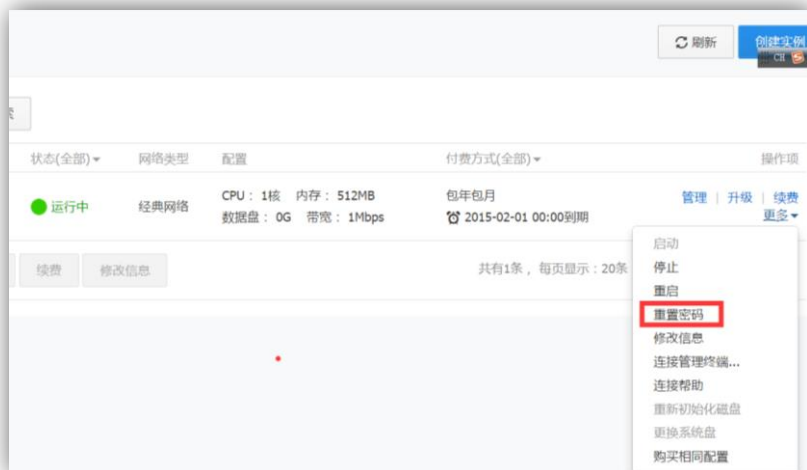 刷新
创建实例
CH
索
状态(全部) 网络类型 配置 付费方式(全部) 操作项
运行中 经典网络 CPU： 1核 内存： 512MB 包年包月 管理 | 升级 | 续费
数据盘： 0G 带宽： 1Mbps 2015-02-01 00:00到期 更多
续费 修改信息 共有1条， 每页显示：20条
启动
停止
重启
重置密码
修改信息
连接管理终端...
连接帮助
重新初始化磁盘
更换系统盘
购买相同配置